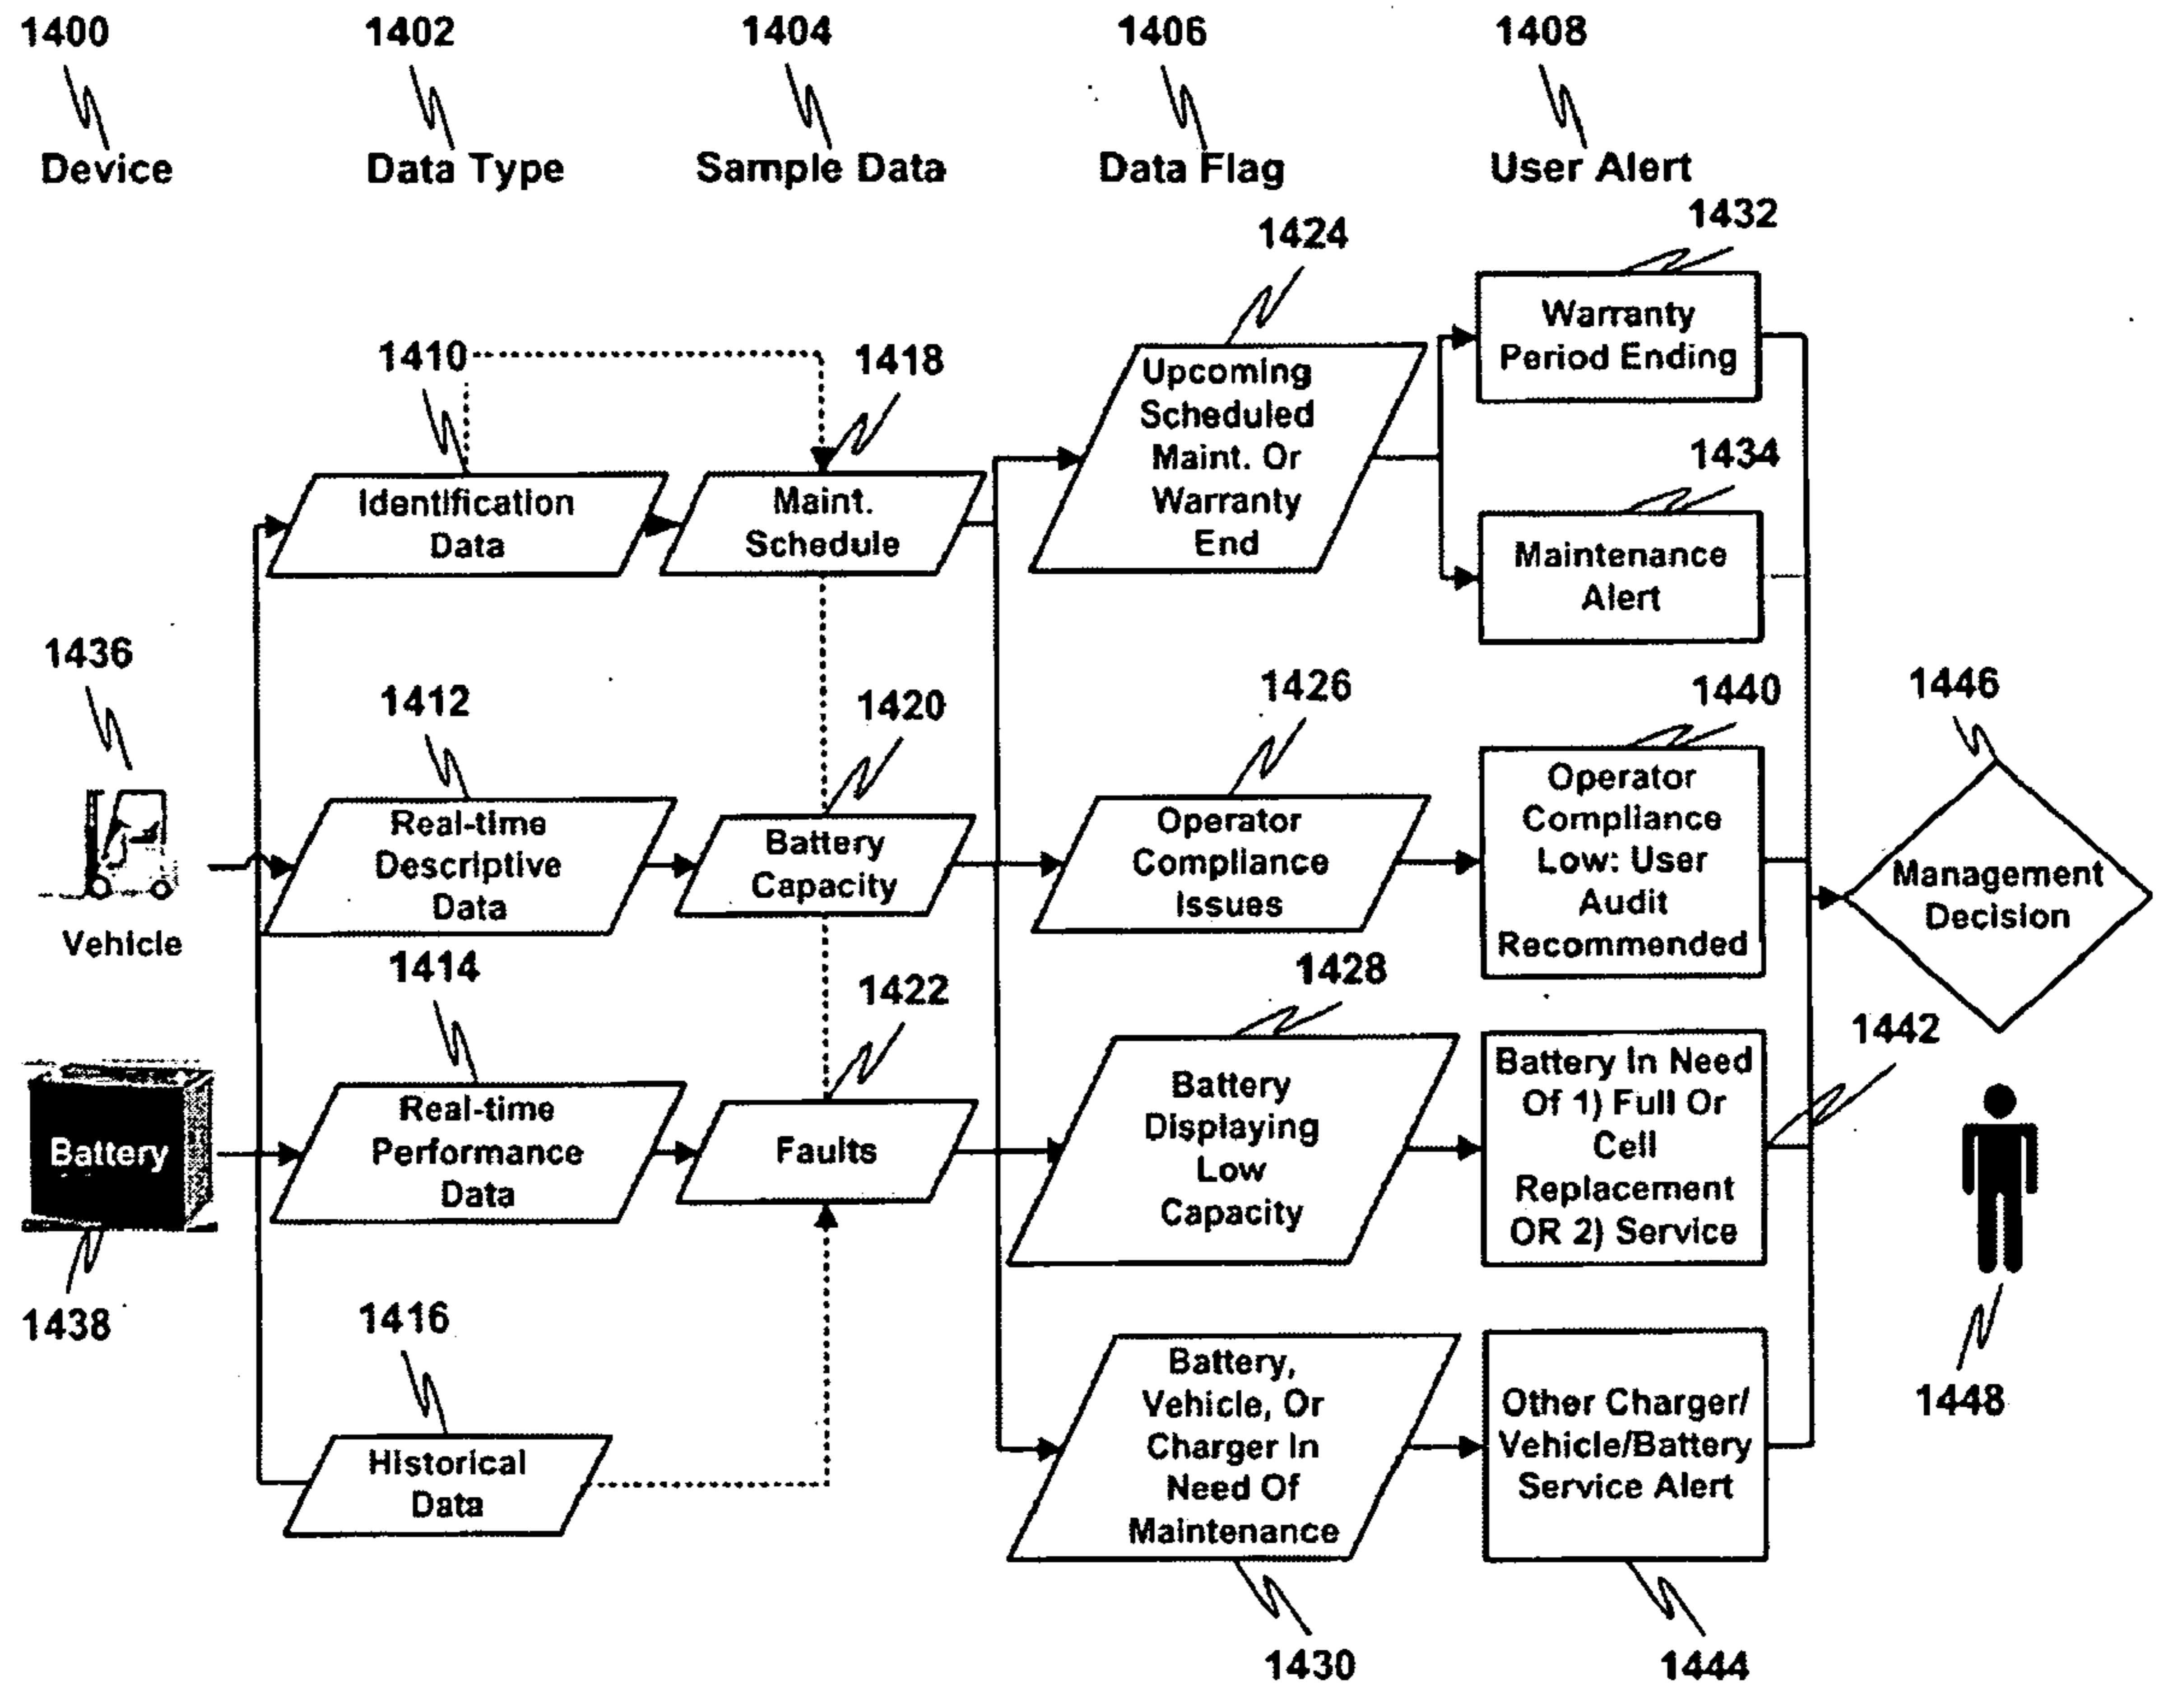 1400 1402 1404 1406 1408
Device Data Type Sample Data Data Flag User Alert
1410
Identification
Data
1418
Maint.
Schedule
1424
Upcoming
Scheduled
Maint. Or
Warranty
End
1432
Warranty
Period Ending
1434
Maintenance
Alert
1436
Vehicle
1412
Real-time
Descriptive
Data
1420
Battery
Capacity
1426
Operator
Compliance
Issues
1440
Operator
Compliance
Low: User
Audit
Recommended
1446
Management
Decision
Battery
1438
1414
Real-time
Performance
Data
1422
Faults
1428
Battery
Displaying
Low
Capacity
1442
Battery In Need
Of 1) Full Or
Cell
Replacement
OR 2) Service
1448
1416
Historical
Data
Battery,
Vehicle, Or
Charger In
Need Of
Maintenance
1430
Other Charger/
Vehicle/Battery
Service Alert
1444